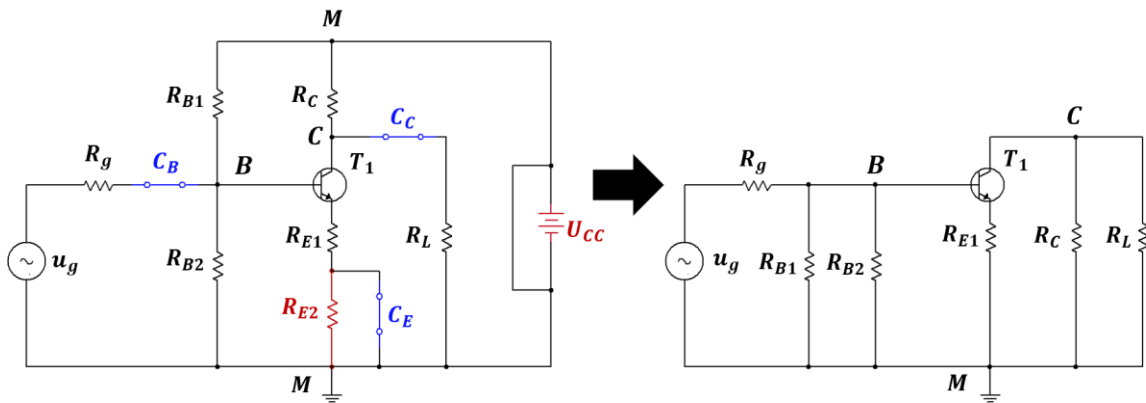 M
R_B1
R_C
C
C_C
R_g
C_B
B
T_1
u_g
R_B2
R_E1
R_L
U_CC
R_E2
C_E
M
C
R_g
B
T_1
u_g
R_B1
R_B2
R_E1
R_C
R_L
M